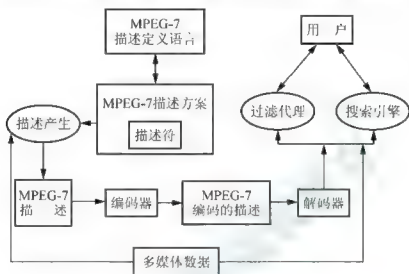 MPEG-7
描述定义语言
用 户
MPEG-7描述方案
描述符
描述产生
过滤代理
搜索引擎
MPEG-7
描 述
编码器
MPEG-7
编码的描述
解码器
多媒体数据